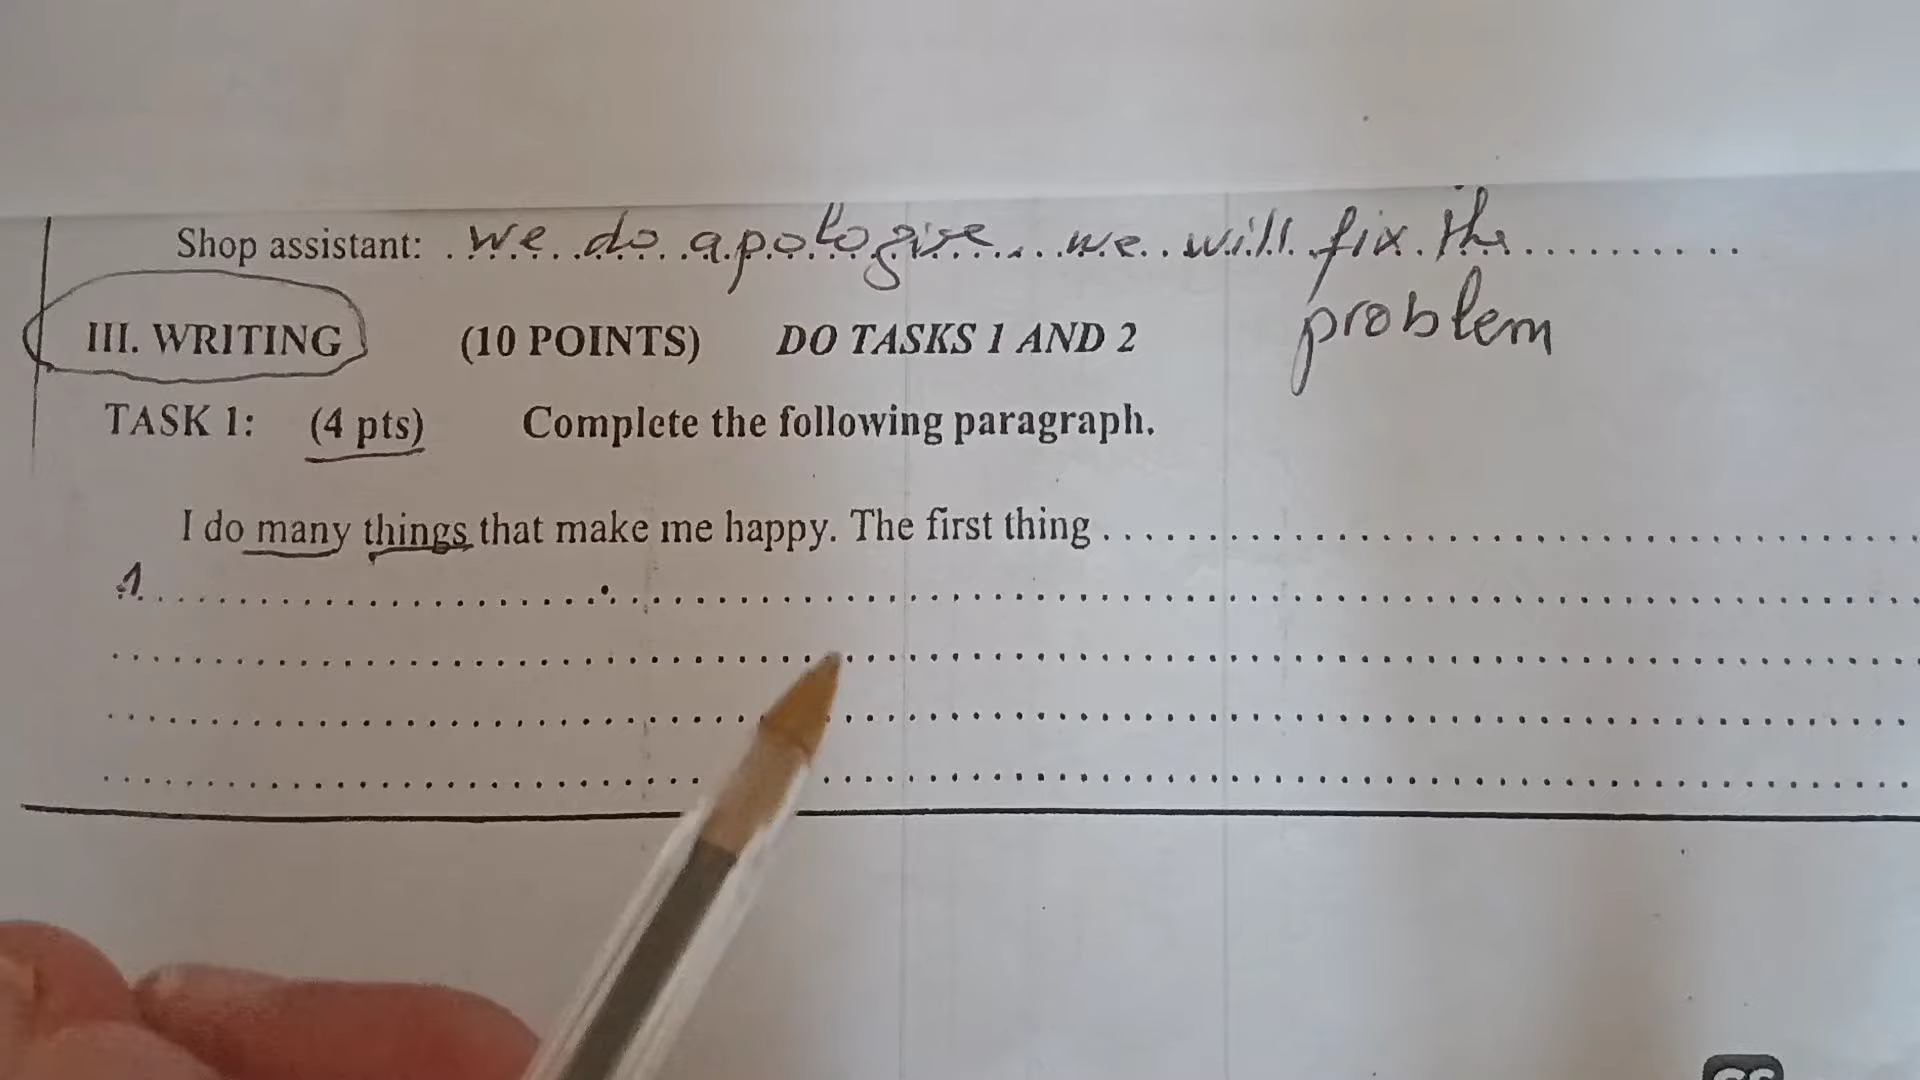 Shop assistant: we do apologise... we will fix the
problem
III. WRITING (10 POINTS) DO TASKS 1 AND 2
TASK 1: (4 pts) Complete the following paragraph.
I do many things that make me happy. The first thing
1